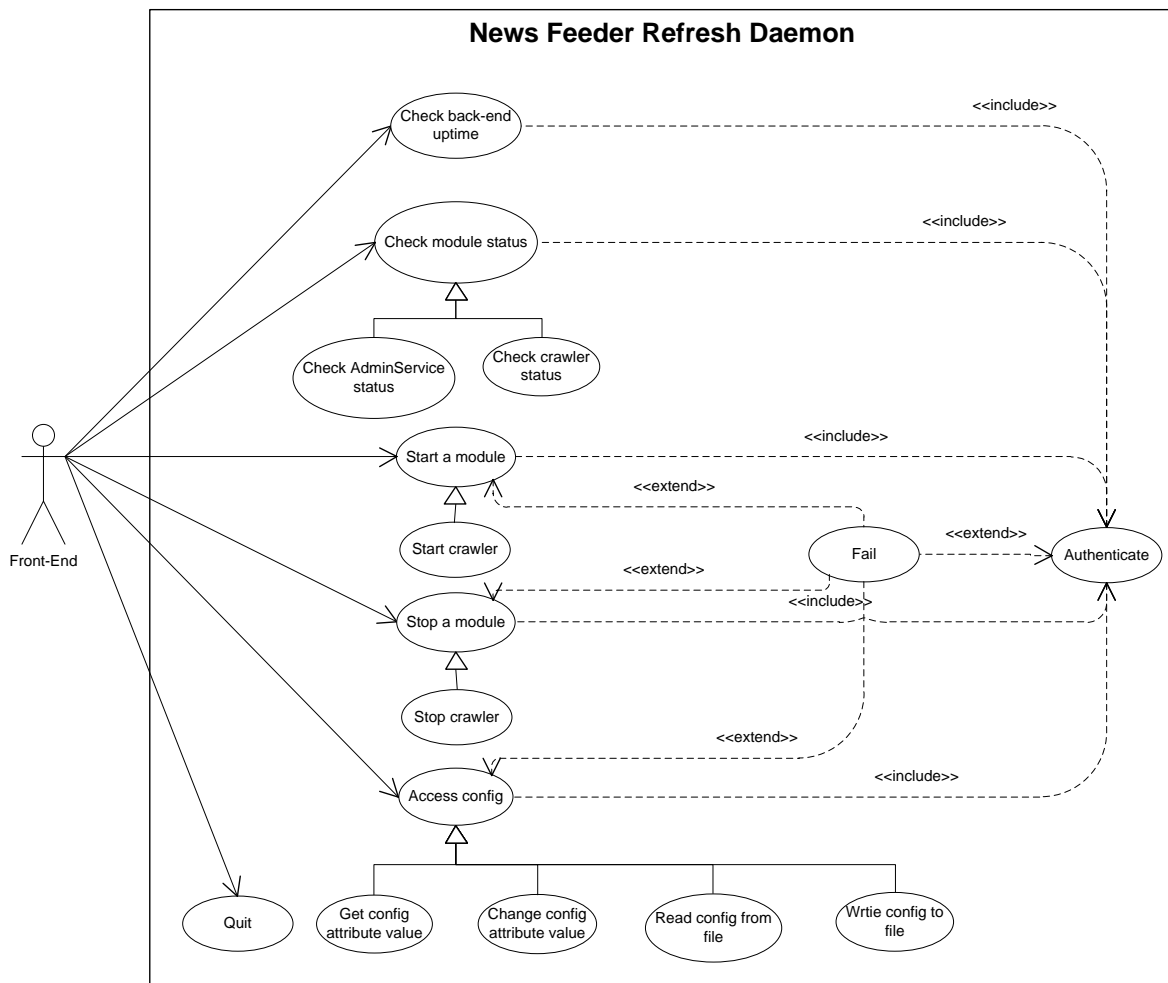 News Feeder Refresh Daemon
Check back-end
uptime
<<include>>
Check module status
<<include>>
Check AdminService
status
Check crawler
status
Start a module
<<include>>
<<extend>>
Start crawler
Fail
<<extend>>
Authenticate
Front-End
<<extend>>
<<include>>
Stop a module
Stop crawler
<<extend>>
Access config
<<include>>
Quit
Get config
attribute value
Change config
attribute value
Read config from
file
Wrtie config to
file